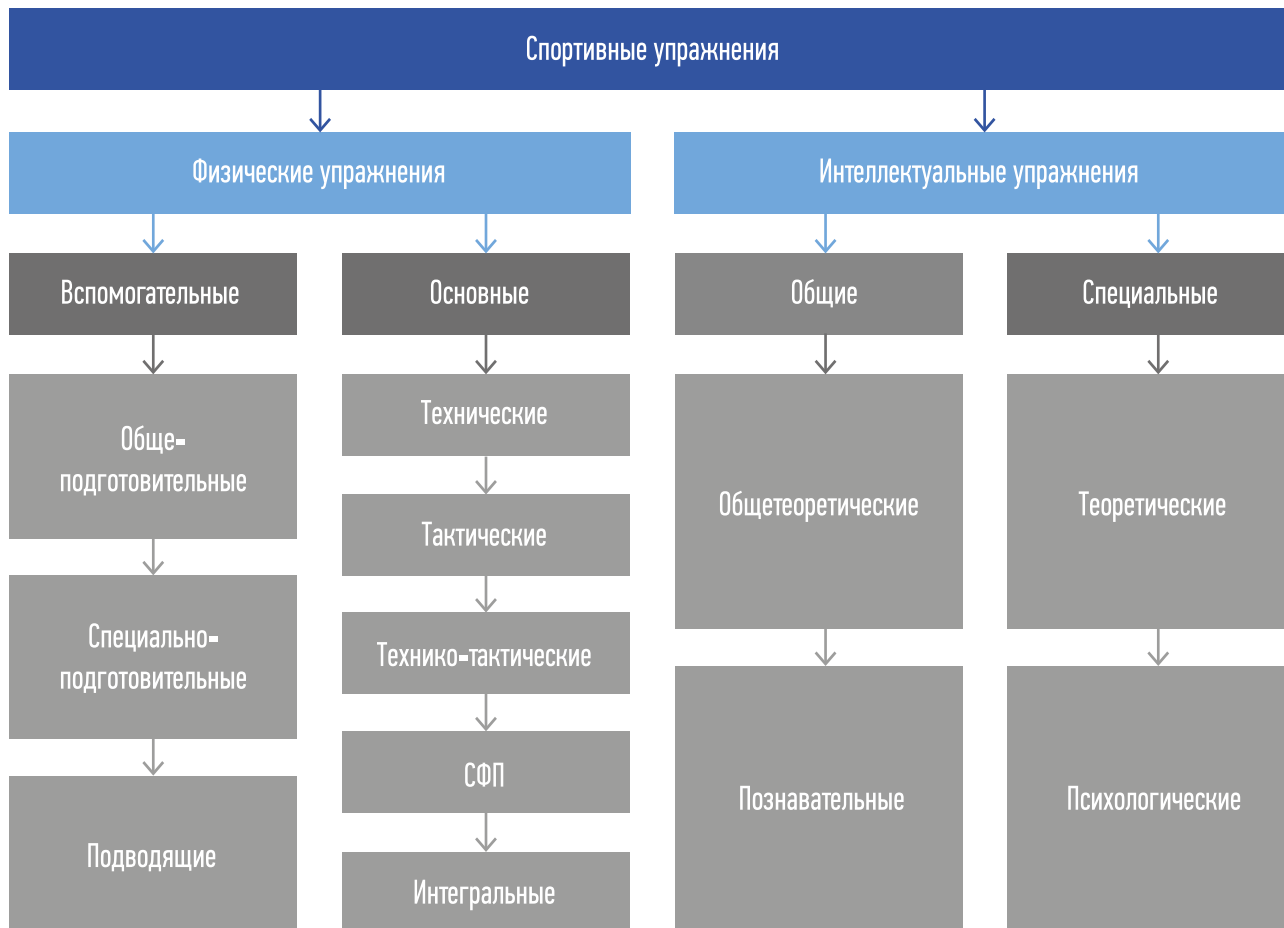 Спортивные упражнения
Физические упражнения
Интеллектуальные упражнения
Вспомогательные
Основные
Общие
Специальные
Обще-
подготовительные
Специально-
подготовительные
Подводящие
Технические
Тактические
Технико-тактические
СФП
Интегральные
Общетеоретические
Познавательные
Теоретические
Психологические